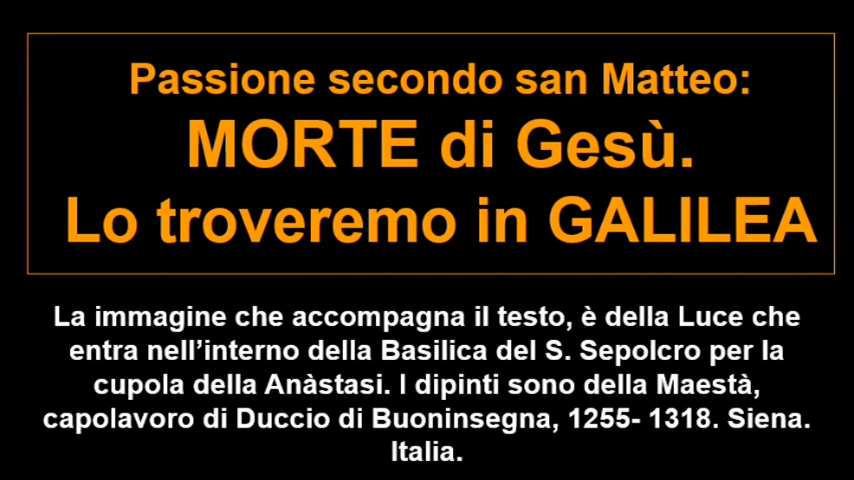 Passione secondo san Matteo:
MORTE di Gesù.
Lo troveremo in GALILEA
La immagine che accompagna il testo, è della Luce che
entra nell’interno della Basilica del S. Sepolcro per la
cupola della Anàstasi. I dipinti sono della Maestà,
capolavoro di Duccio di Buoninsegna, 1255- 1318. Siena.
Italia.